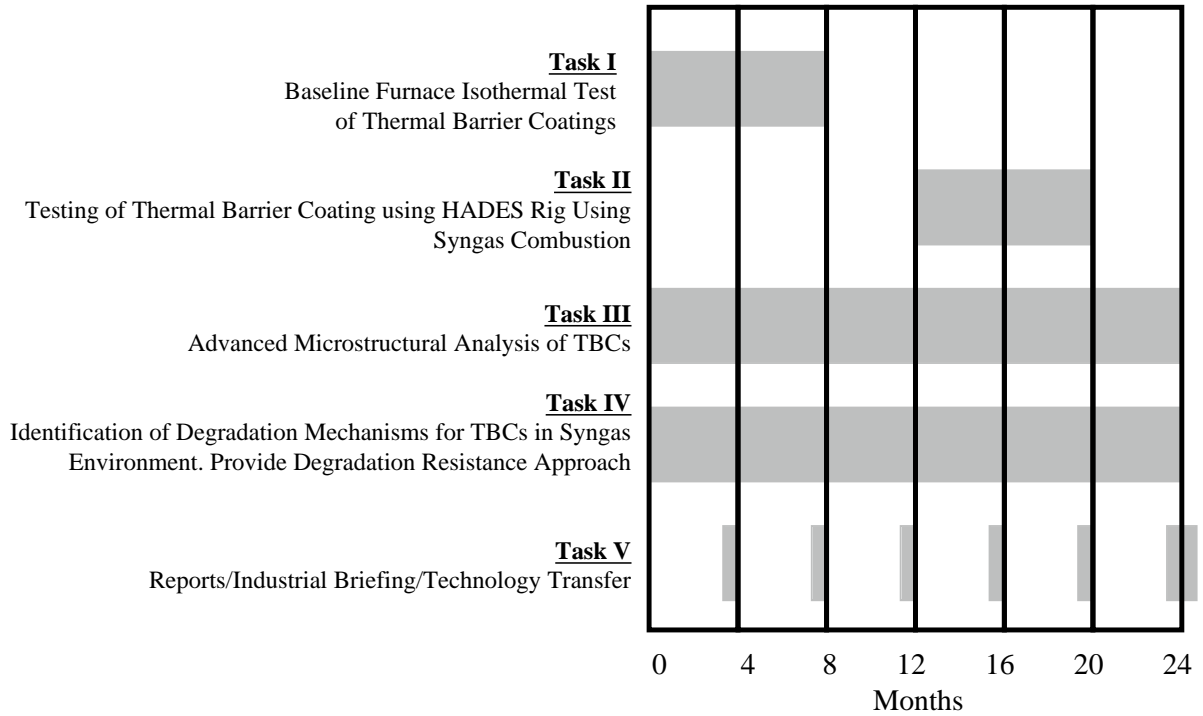 Task I
Baseline Furnace Isothermal Test
of Thermal Barrier Coatings
Task II
Testing of Thermal Barrier Coating using HADES Rig Using
Syngas Combustion
Task III
Advanced Microstructural Analysis of TBCs
Task IV
Identification of Degradation Mechanisms for TBCs in Syngas
Environment. Provide Degradation Resistance Approach
Task V
Reports/Industrial Briefing/Technology Transfer
0 4 8 12 16 20 24
Months